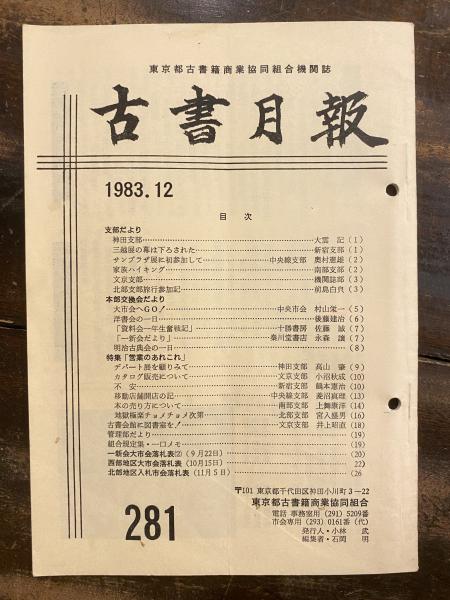 東京都古書籍商業協同組合機関誌
古書月報
1983.12
目次
支部だより
神田支部……大雲 記(1)
三越展の幕は下ろされた……新宿支部(1)
サンプラザ展に初参加して……中央線支部 奥村憲雄(2)
家族ハイキング……南部支部(2)
文京支部……機関誌部(3)
北部支部旅行参加記……前島白貝(3)
本部交換会だより
大市会へGO!……中央市会 村山栄一(5)
洋書会の一日……後藤建治(6)
「資料会一年生奮戦記」……十勝書房 佐藤 誠(7)
「一新会だより」……秦川堂書店 永森 譲(7)
明治古典会の一日……(8)
特集「営業のあれこれ」
デパート展を顧りみて……神田支部 高山 肇(9)
カタログ販売について……文京支部 小沼秋成(10)
不 安……新宿支部 鶴本憲治(10)
移動店舗開店の記……中央線支部 菱沼真理(13)
本の売り方について……南部支部 上舞康洋(14)
地獄極楽チョメチョメ次第……北部支部 宮入盛男(16)
古書会館に図書室を!……文京支部 井上昭直(18)
管理部だより……(19)
組合規定集・一口メモ……(19)
一新会大市会落札表⑵(9月22日)……(20)
西部地区大市会落札表(10月15日)……22)
北部地区入札市会落札表(11月5日)……(26
〒101 東京都千代田区神田小川町3―22
東京都古書籍商業協同組合
電話 事務室用 (291) 5209番
市会専用 (293) 0161番 (代)
発行人・小林 武
編集者・石岡 明
281